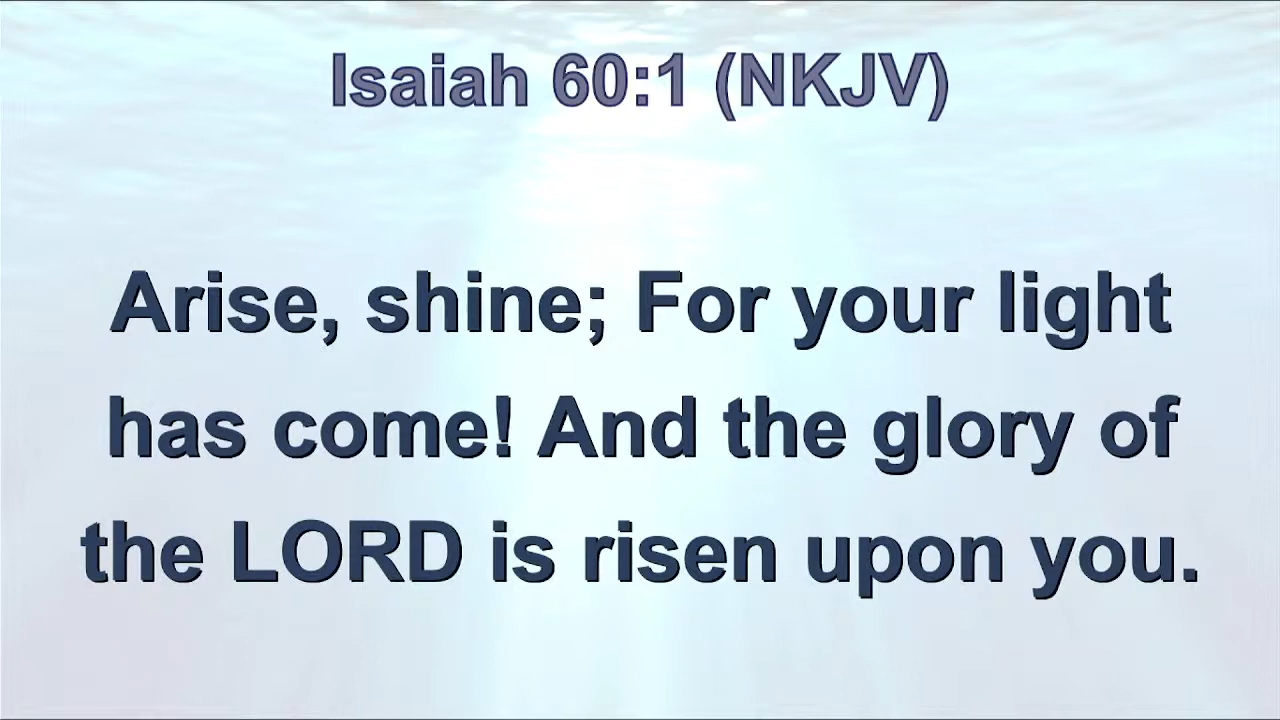 Isaiah 60:1 (NKJV)
Arise, shine; For your light
has come! And the glory of
the LORD is risen upon you.